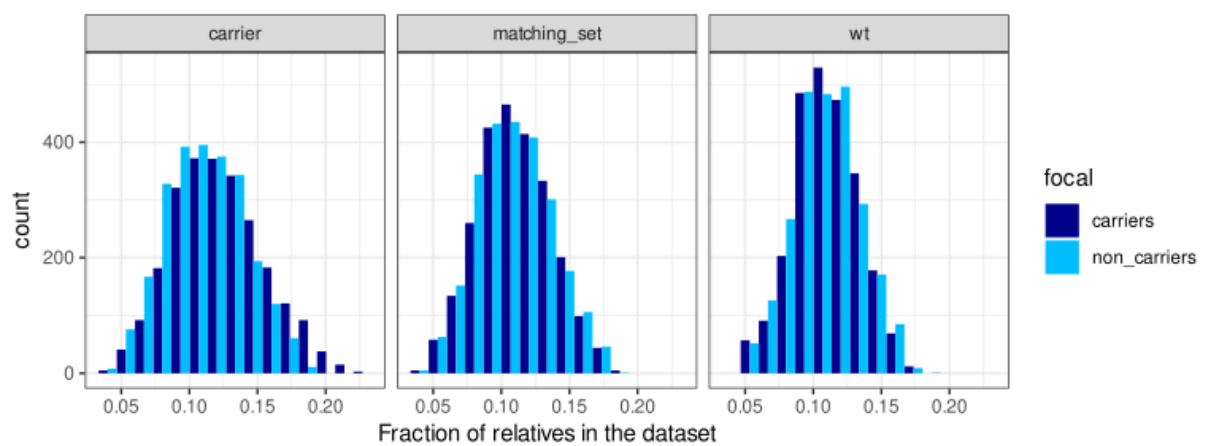 carrier matching_set wt
400
200
0
count
0.05 0.10 0.15 0.20 0.05 0.10 0.15 0.20 0.05 0.10 0.15 0.20
Fraction of relatives in the dataset
focal
carriers
non_carriers